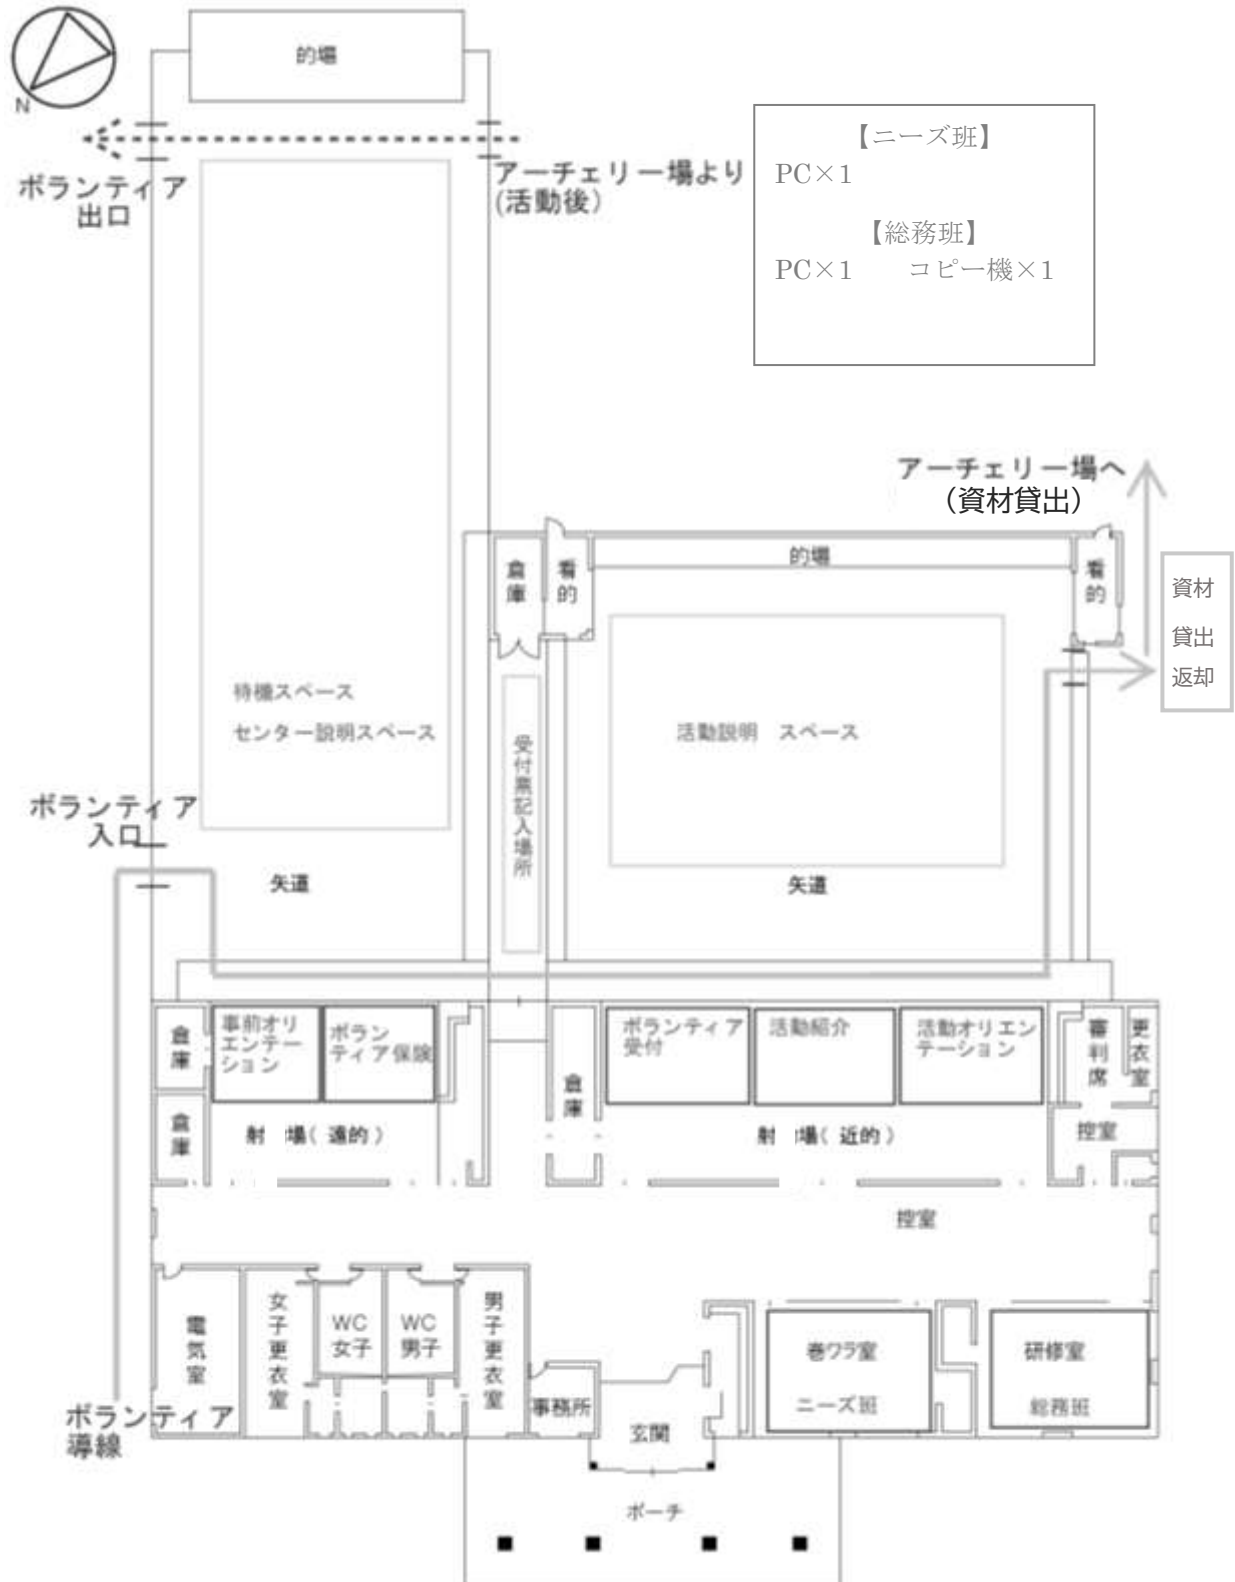 的場
N
ボランティア
出口
アーチェリー場より
(活動後)
【ニーズ班】
PC×1
【総務班】
PC×1 コピー機×1
アーチェリー場へ
(資材貸出)
倉庫
看的
的場
看的
資材
貸出
返却
待機スペース
センター説明スペース
受付票記入場所
活動説明 スペース
ボランティア
入口
矢道
矢道
倉庫
事前オリ
エンテー
ション
ボラン
ティア保険
倉庫
ボランティア
受付
活動紹介
活動オリエン
テーション
審判席
更衣室
倉庫
射 場(遠的)
射 場(近的)
控室
控室
電気室
女子更衣室
WC
女子
WC
男子
男子更衣室
事務所
玄関
巻ワラ室
ニーズ班
研修室
総務班
ボランティア
導線
ポーチ